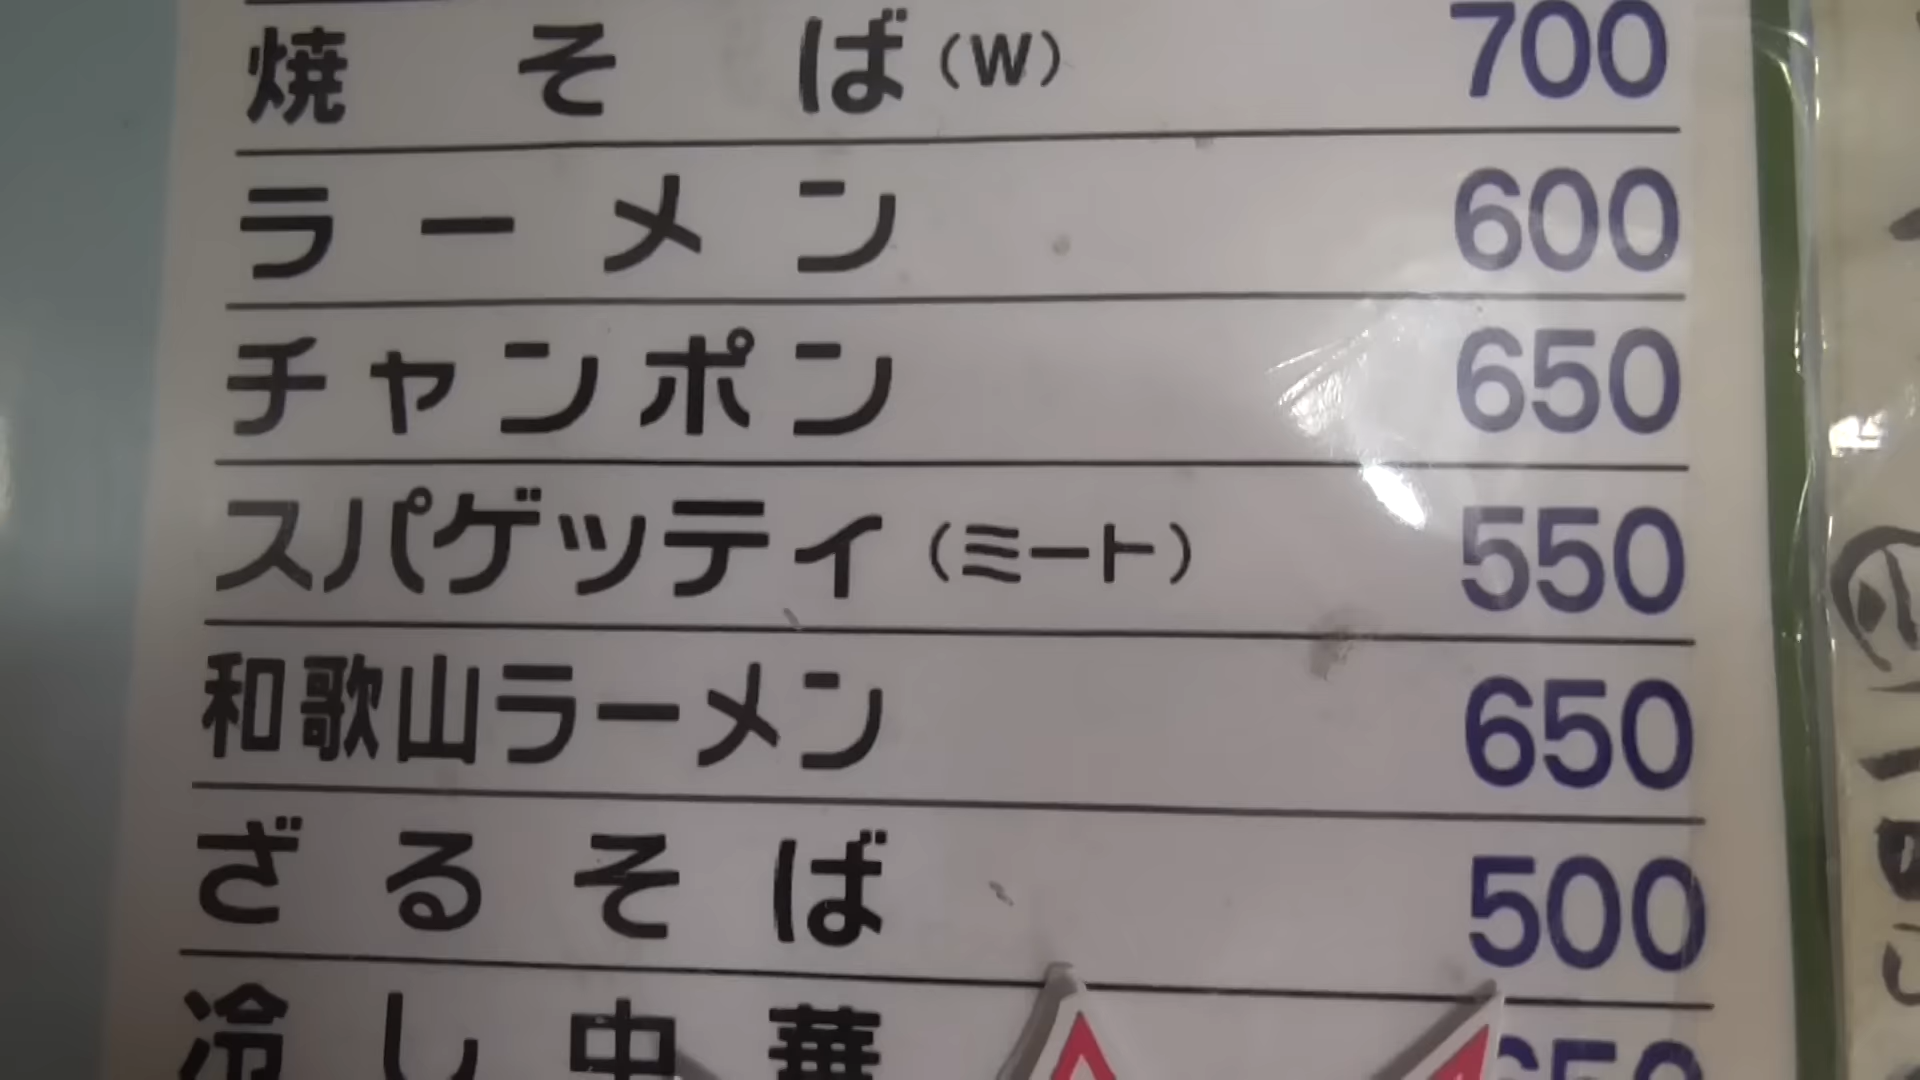 焼そば(W) 700
ラーメン 600
チャンポン 650
スパゲッティ(ミート) 550
和歌山ラーメン 650
ざるそば 500
冷し中華 650